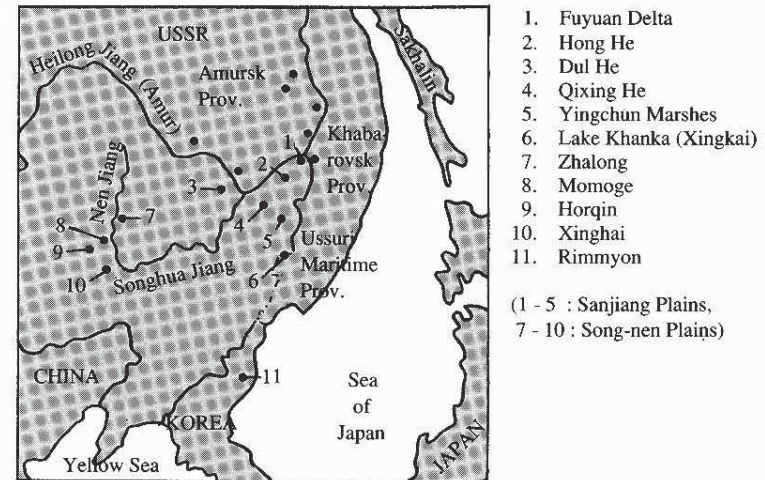 USSR
Heilong Jiang (Amur)
Amursk
Prov.
Sakhalin
Khaba-
rovsk
Prov.
Nen Jiang
1
2
3
4
5
6
7
8
9
10
11
Songhua Jiang
Ussuri
Maritime
Prov.
CHINA
KOREA
Sea
of
Japan
JAPAN
Yellow Sea
1. Fuyuan Delta
2. Hong He
3. Dul He
4. Qixing He
5. Yingchun Marshes
6. Lake Khanka (Xingkai)
7. Zhalong
8. Momoge
9. Horqin
10. Xinghai
11. Rimmyon
(1 - 5 : Sanjiang Plains,
7 - 10 : Song-nen Plains)